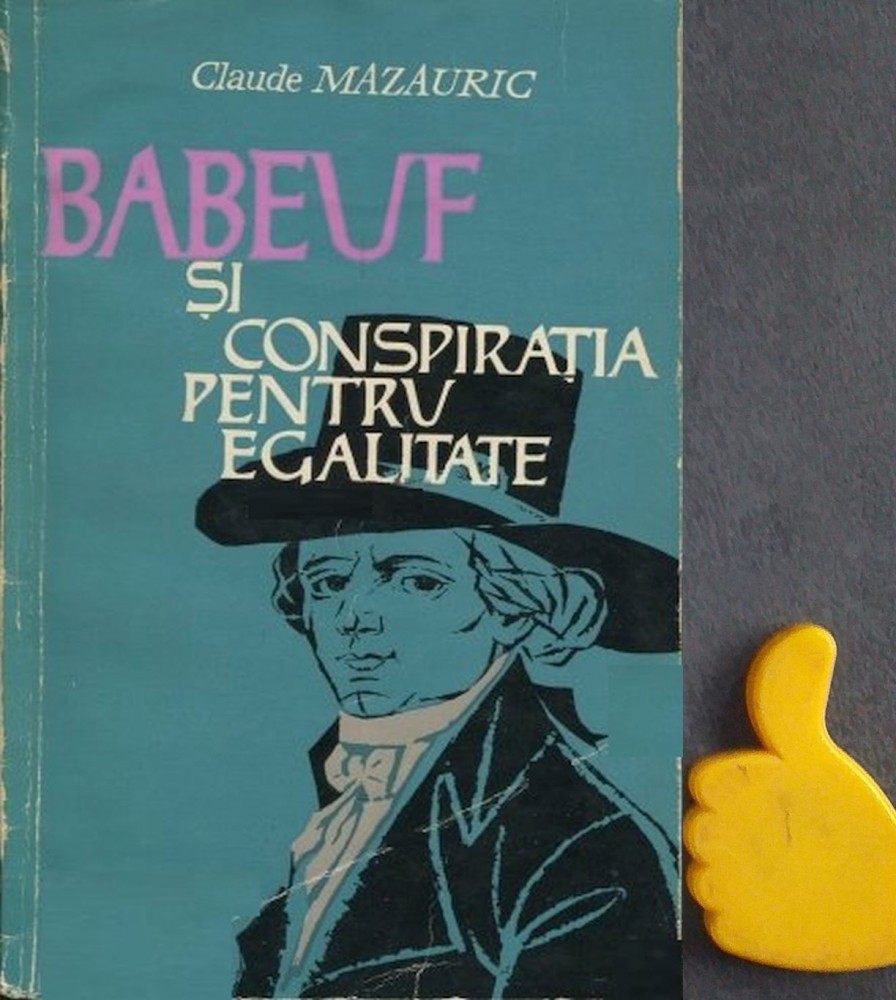 Claude MAZAURIC
BABEUF
ȘI
CONSPIRAȚIA
PENTRU
EGALITATE